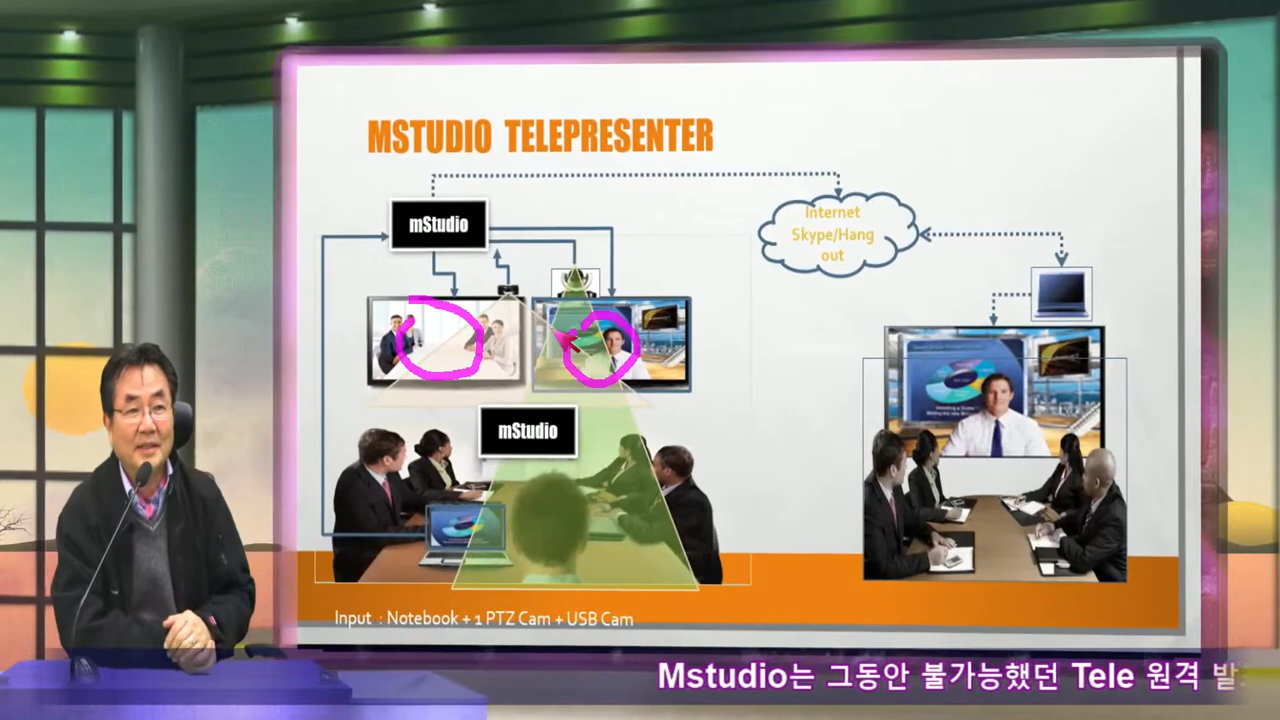 MSTUDIO TELEPRESENTER
mStudio
Internet
Skype/Hang
out
mStudio
Input : Notebook + 1 PTZ Cam + USB Cam
Mstudio는 그동안 불가능했던 Tele 원격